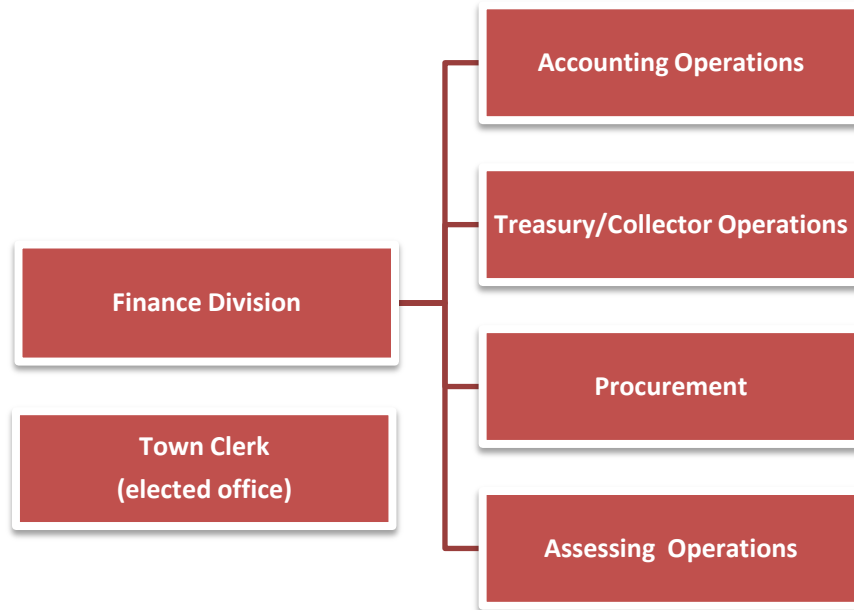 Accounting Operations
Treasury/Collector Operations
Finance Division
Procurement
Town Clerk
(elected office)
Assessing  Operations